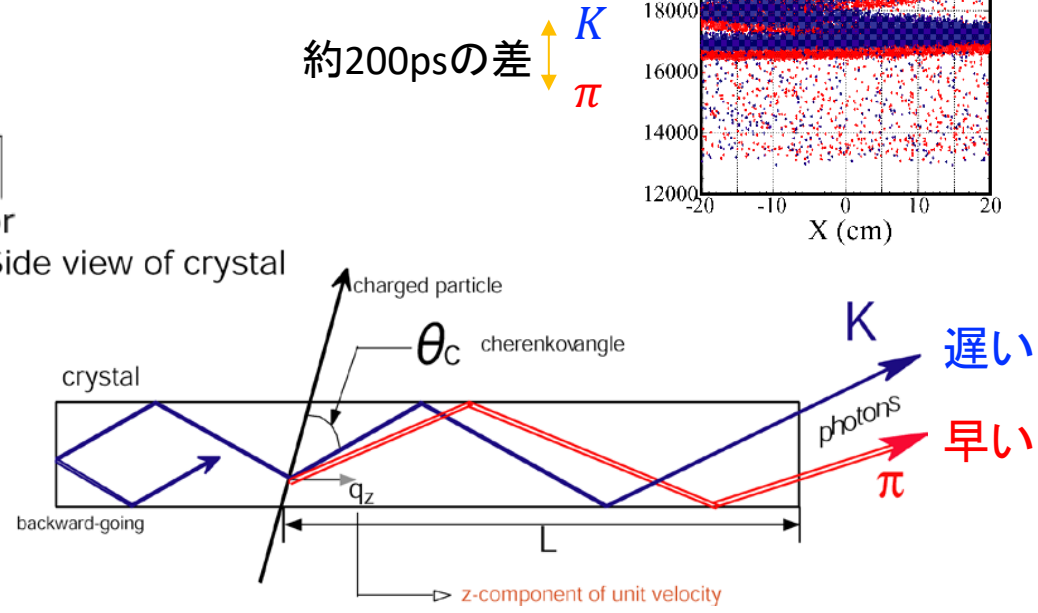 18000
K
約200psの差
16000
π
14000
12000
-20 -10 0 10 20
X (cm)
r
Side view of crystal
charged particle
K
θc cherenkovangle
遅い
crystal
photons
早い
π
qz
backward-going
L
z-component of unit velocity